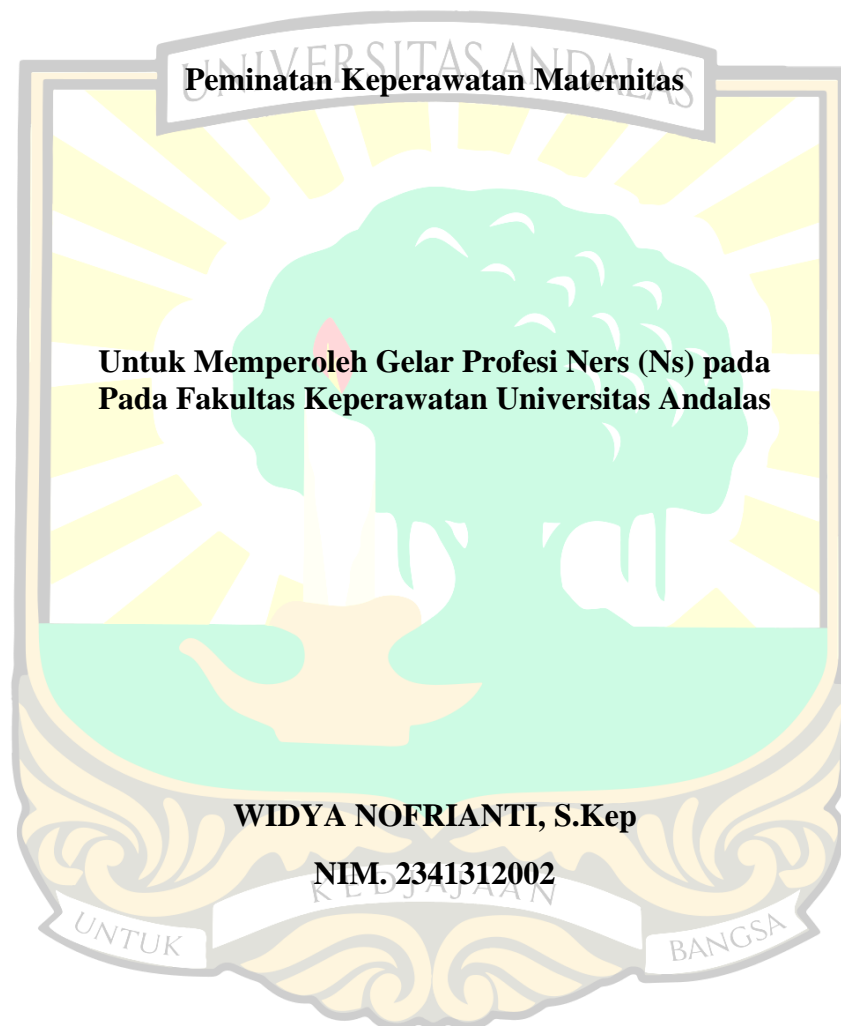 UNIVERSITAS ANDALAS
Peminatan Keperawatan Maternitas
Untuk Memperoleh Gelar Profesi Ners (Ns) pada
Pada Fakultas Keperawatan Universitas Andalas
WIDYA NOFRIANTI, S.Kep
NIM. 2341312002
UNTUK KEDJAJAAN BANGSA